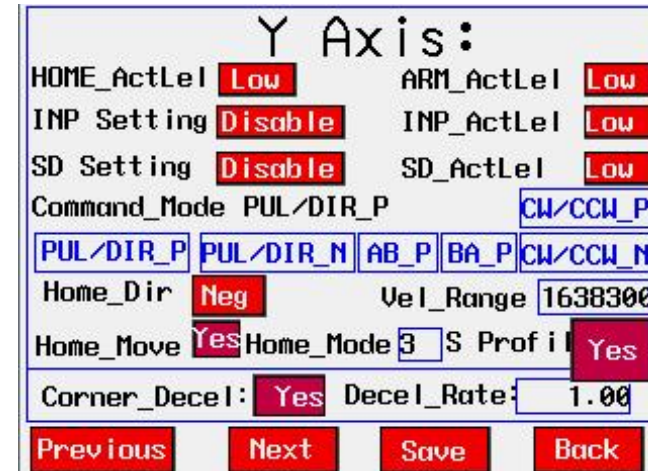 Y Axis:
HOME_ActLel Low ARM_ActLel Low
INP Setting Disable INP_ActLel Low
SD Setting Disable SD_ActLel Low
Command_Mode PUL/DIR_P CW/CCW_P
PUL/DIR_P PUL/DIR_N AB_P BA_P CW/CCW_N
Home_Dir Neg Vel_Range 1638300
Home_Move Yes Home_Mode 3 S Profil Yes
Corner_Decel: Yes Decel_Rate: 1.00
Previous Next Save Back